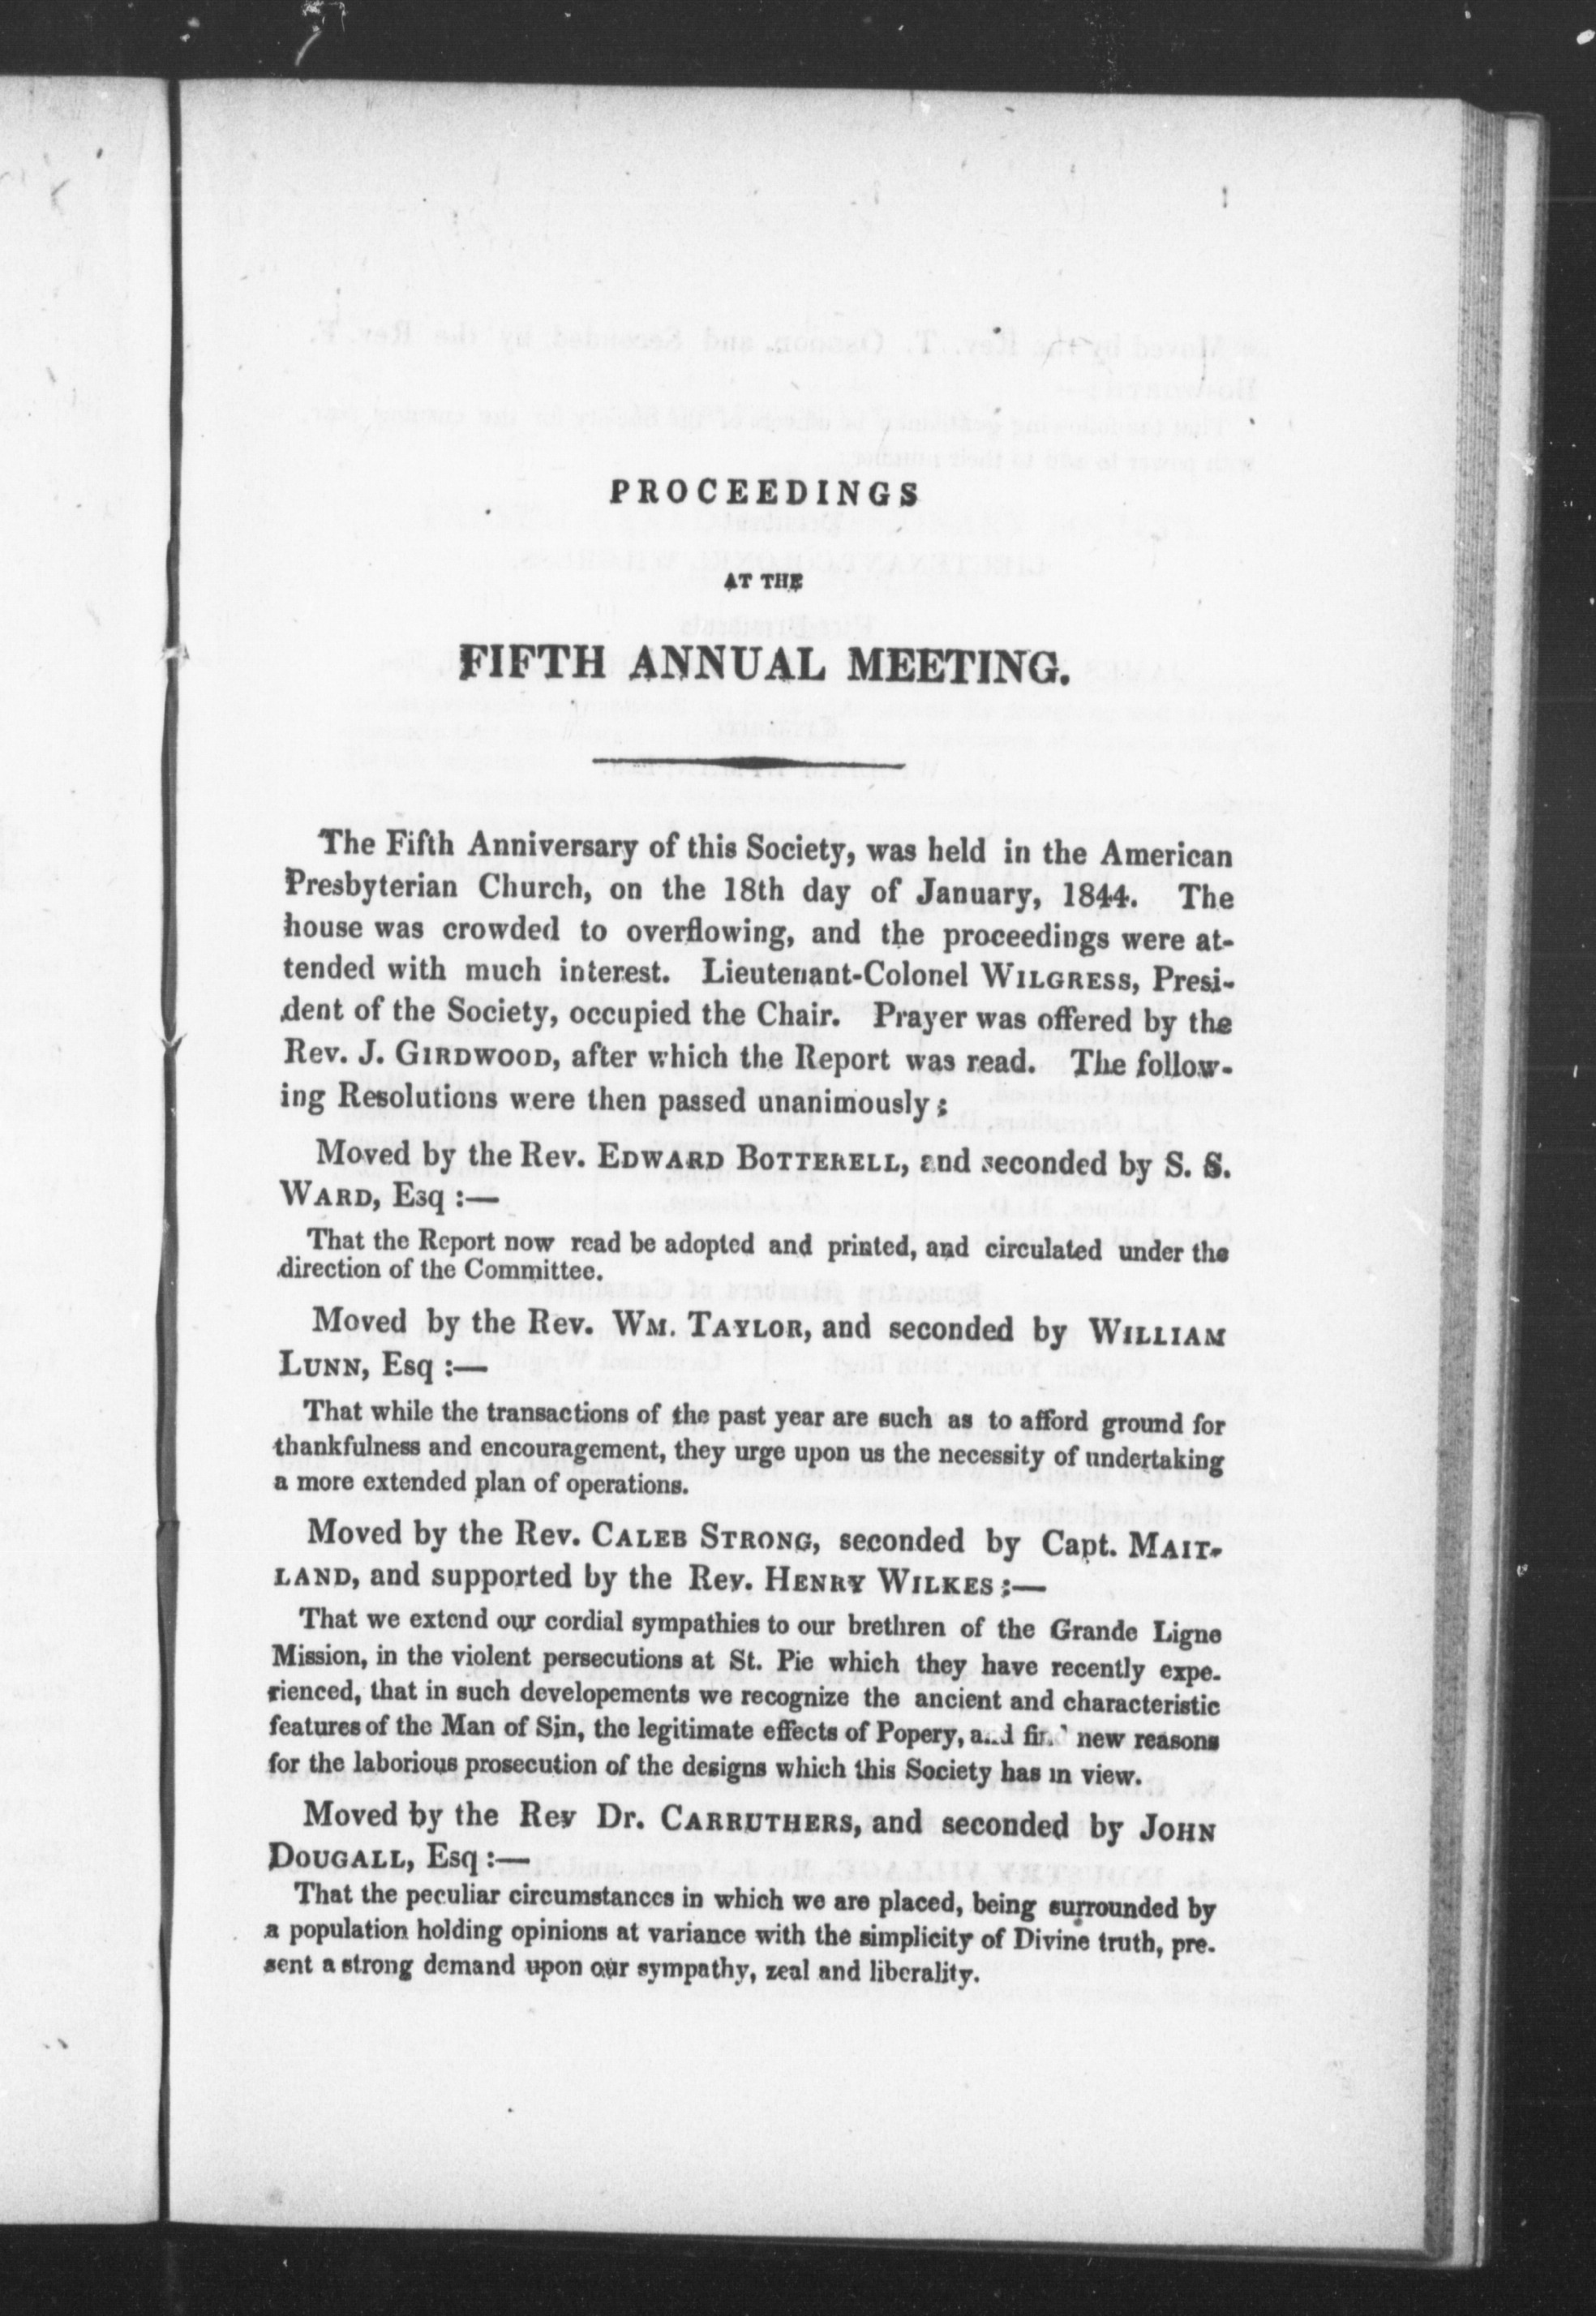 PROCEEDINGS
AT THE
FIFTH ANNUAL MEETING.
The Fifth Anniversary of this Society, was held in the American
Presbyterian Church, on the 18th day of January, 1844. The
house was crowded to overflowing, and the proceedings were at-
tended with much interest. Lieutenant-Colonel WILGRESS, Presi-
dent of the Society, occupied the Chair. Prayer was offered by the
Rev. J. GIRDWOOD, after which the Report was read. The follow-
ing Resolutions were then passed unanimously;
Moved by the Rev. EDWARD BOTTERELL, and seconded by S. S.
WARD, Esq :—
That the Report now read be adopted and printed, and circulated under the
direction of the Committee.
Moved by the Rev. WM. TAYLOR, and seconded by WILLIAM
LUNN, Esq :—
That while the transactions of the past year are such as to afford ground for
thankfulness and encouragement, they urge upon us the necessity of undertaking
a more extended plan of operations.
Moved by the Rev. CALEB STRONG, seconded by Capt. MAIT-
LAND, and supported by the Rev. HENRY WILKES ;—
That we extend our cordial sympathies to our brethren of the Grande Ligne
Mission, in the violent persecutions at St. Pie which they have recently expe-
rienced, that in such developements we recognize the ancient and characteristic
features of the Man of Sin, the legitimate effects of Popery, and find new reasons
for the laborious prosecution of the designs which this Society has in view.
Moved by the Rev Dr. CARRUTHERS, and seconded by JOHN
DOUGALL, Esq :—
That the peculiar circumstances in which we are placed, being surrounded by
a population holding opinions at variance with the simplicity of Divine truth, pre-
sent a strong demand upon our sympathy, zeal and liberality.